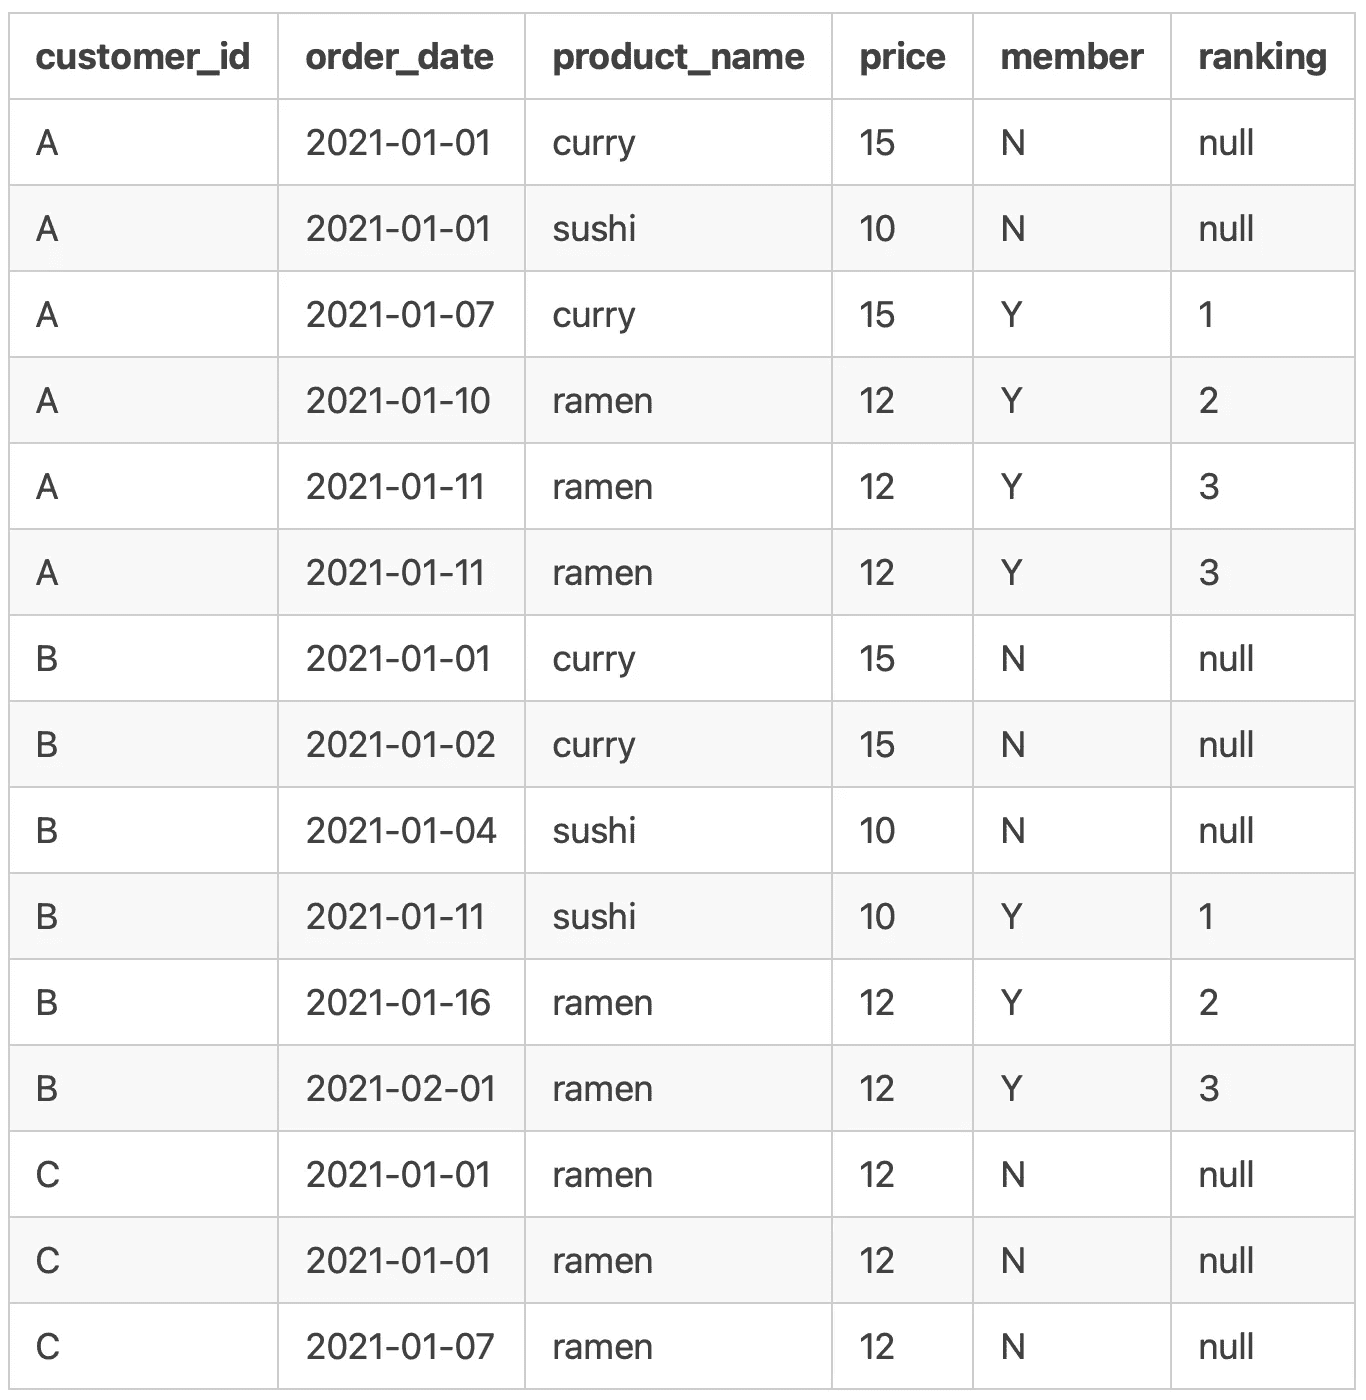 customer_id order_date product_name price member ranking
A 2021-01-01 curry 15 N null
A 2021-01-01 sushi 10 N null
A 2021-01-07 curry 15 Y 1
A 2021-01-10 ramen 12 Y 2
A 2021-01-11 ramen 12 Y 3
A 2021-01-11 ramen 12 Y 3
B 2021-01-01 curry 15 N null
B 2021-01-02 curry 15 N null
B 2021-01-04 sushi 10 N null
B 2021-01-11 sushi 10 Y 1
B 2021-01-16 ramen 12 Y 2
B 2021-02-01 ramen 12 Y 3
C 2021-01-01 ramen 12 N null
C 2021-01-01 ramen 12 N null
C 2021-01-07 ramen 12 N null